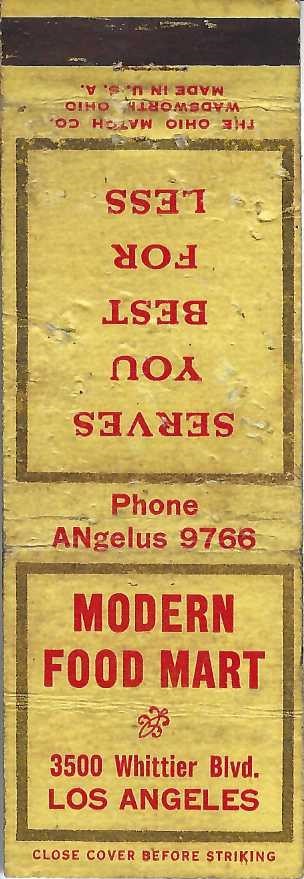 THE OHIO MATCH CO.
WADSWORTH, OHIO
MADE IN U. S. A.
SERVES
YOU
BEST
FOR
LESS
Phone
ANgelus 9766
MODERN
FOOD MART
3500 Whittier Blvd.
LOS ANGELES
CLOSE COVER BEFORE STRIKING